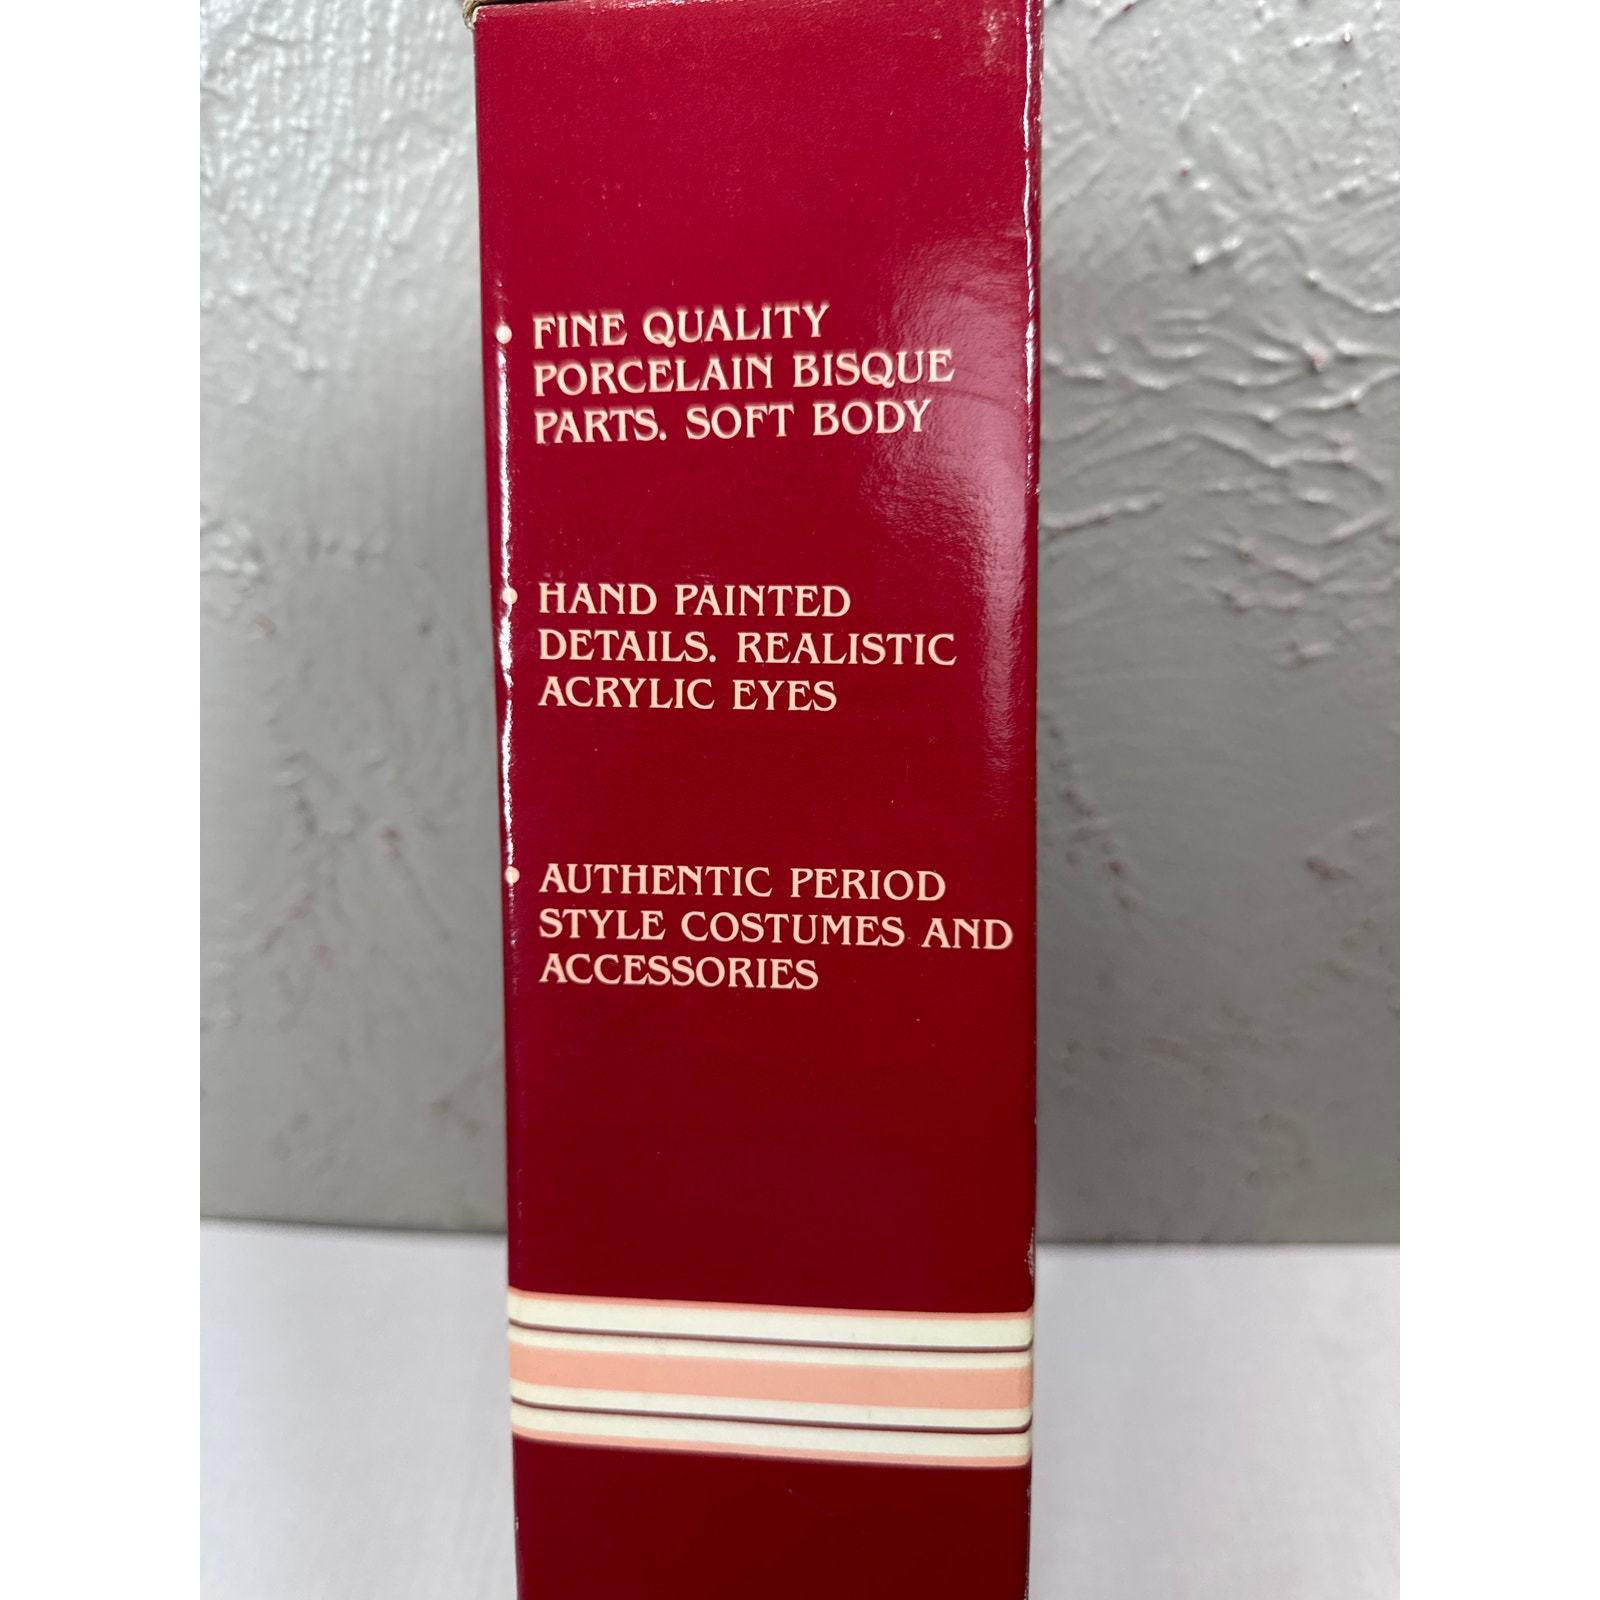 • FINE QUALITY
PORCELAIN BISQUE
PARTS. SOFT BODY
• HAND PAINTED
DETAILS. REALISTIC
ACRYLIC EYES
• AUTHENTIC PERIOD
STYLE COSTUMES AND
ACCESSORIES